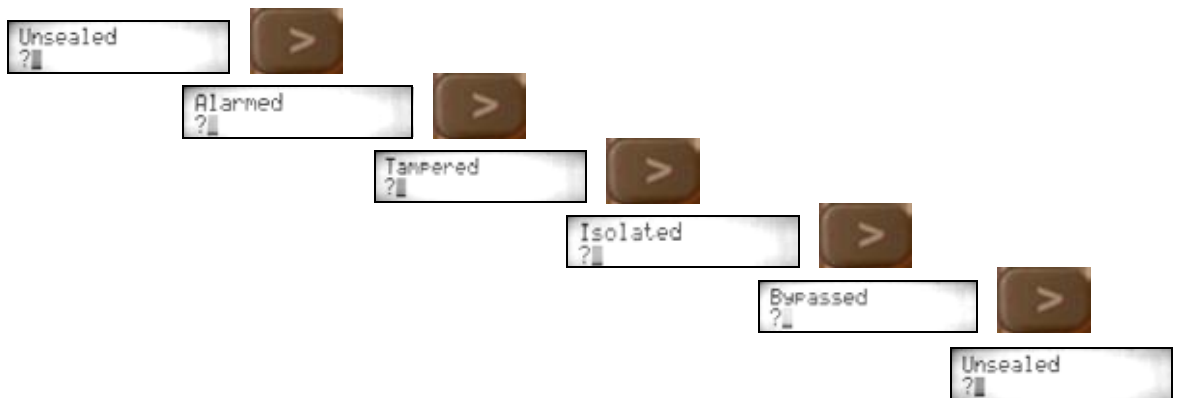 Unsealed
?
>
Alarmed
?
>
Tampered
?
>
Isolated
?
>
Bypassed
?
>
Unsealed
?